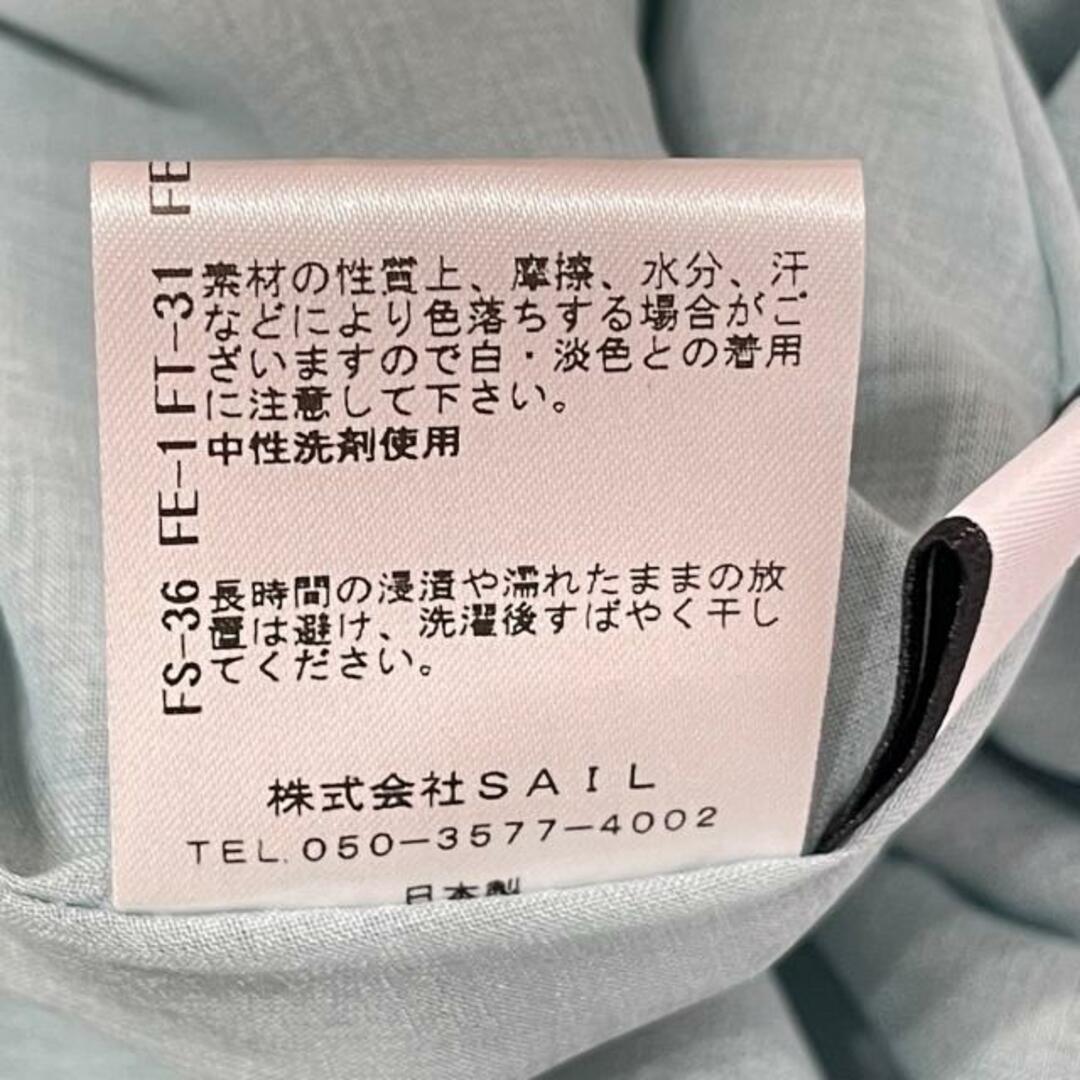 素材の性質上、摩擦、水分、汗
などにより色落ちする場合がご
ざいますので白・淡色との着用
に注意して下さい。
中性洗剤使用
長時間の浸漬や濡れたままの放
置は避け、洗濯後すばやく干し
てください。
株式会社SAIL
TEL.050-3577-4002
日本製
FS-36 FE-1 FT-31 FE